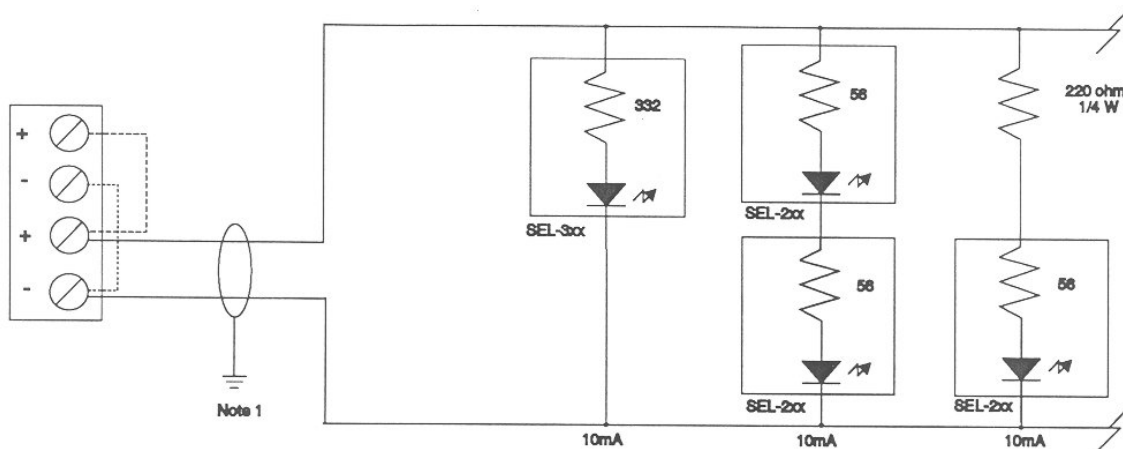 +
-
+
-
Note 1
332
SEL-3xx
10mA
56
SEL-2xx
56
SEL-2xx
10mA
220 ohm
1/4 W
56
SEL-2xx
10mA